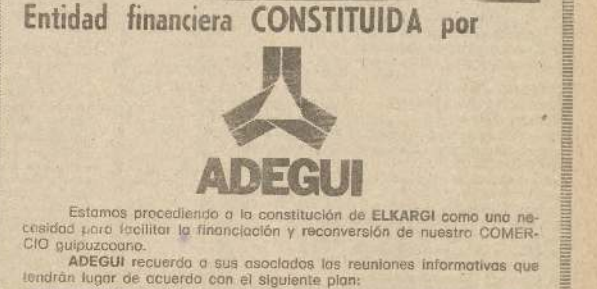 Entidad financiera CONSTITUIDA por
ADEGUI
Estamos procediendo a la constitución de ELKARGI como una ne-
cesidad para facilitar la financiación y reconversión de nuestro COMER-
CIO guipuzcoano.
ADEGUI recuerda a sus asociados las reuniones informativas que
tendrán lugar de acuerdo con el siguiente plan: